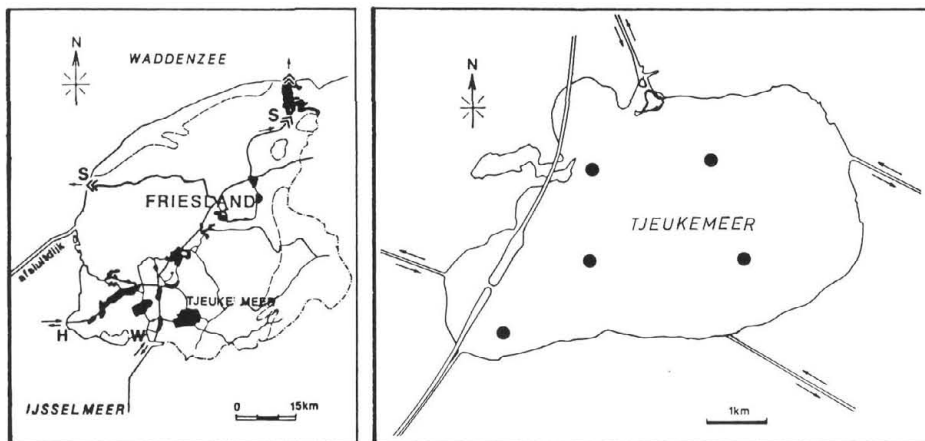 N
WADDENZEE
S
S
FRIESLAND
afsluitdijk
TJEUKE MEER
H
W
IJSSELMEER
0 15km
N
TJEUKEMEER
1km